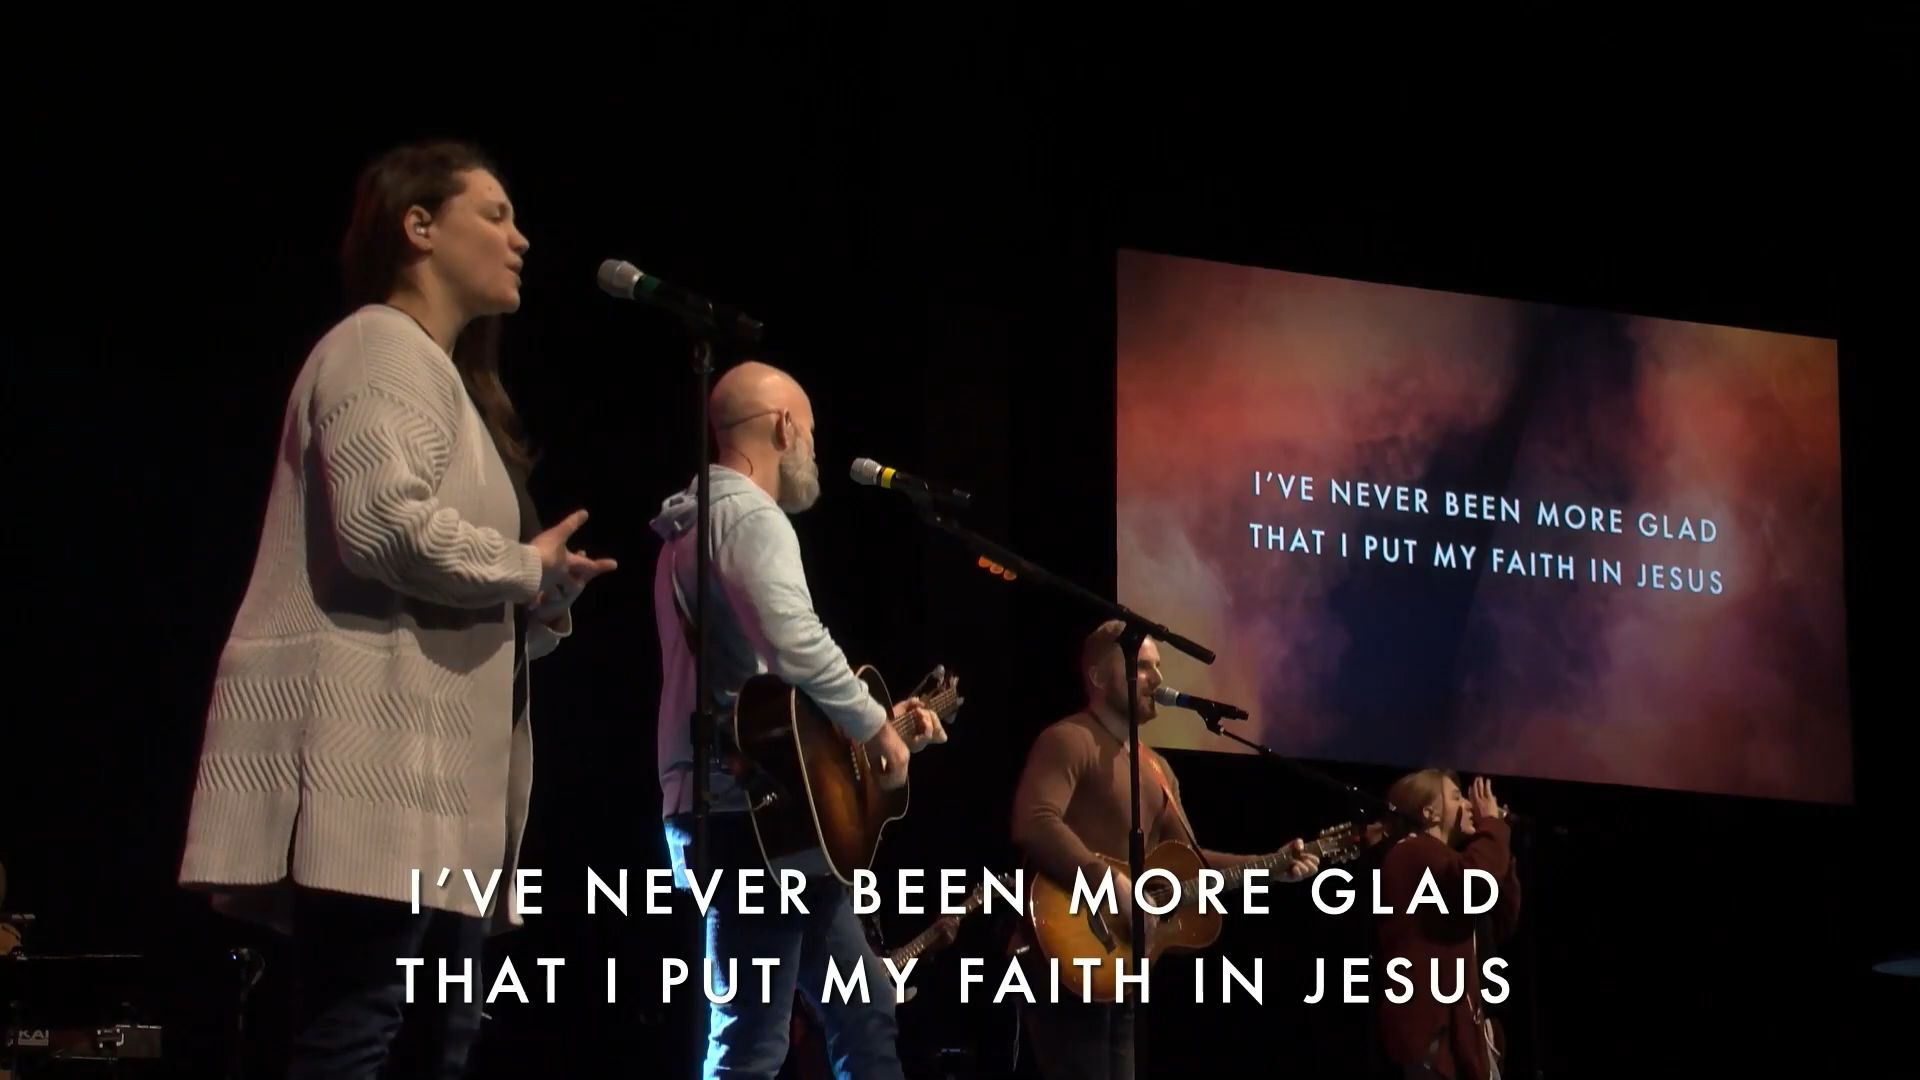 I'VE NEVER BEEN MORE GLAD
THAT I PUT MY FAITH IN JESUS
I'VE NEVER BEEN MORE GLAD
THAT I PUT MY FAITH IN JESUS